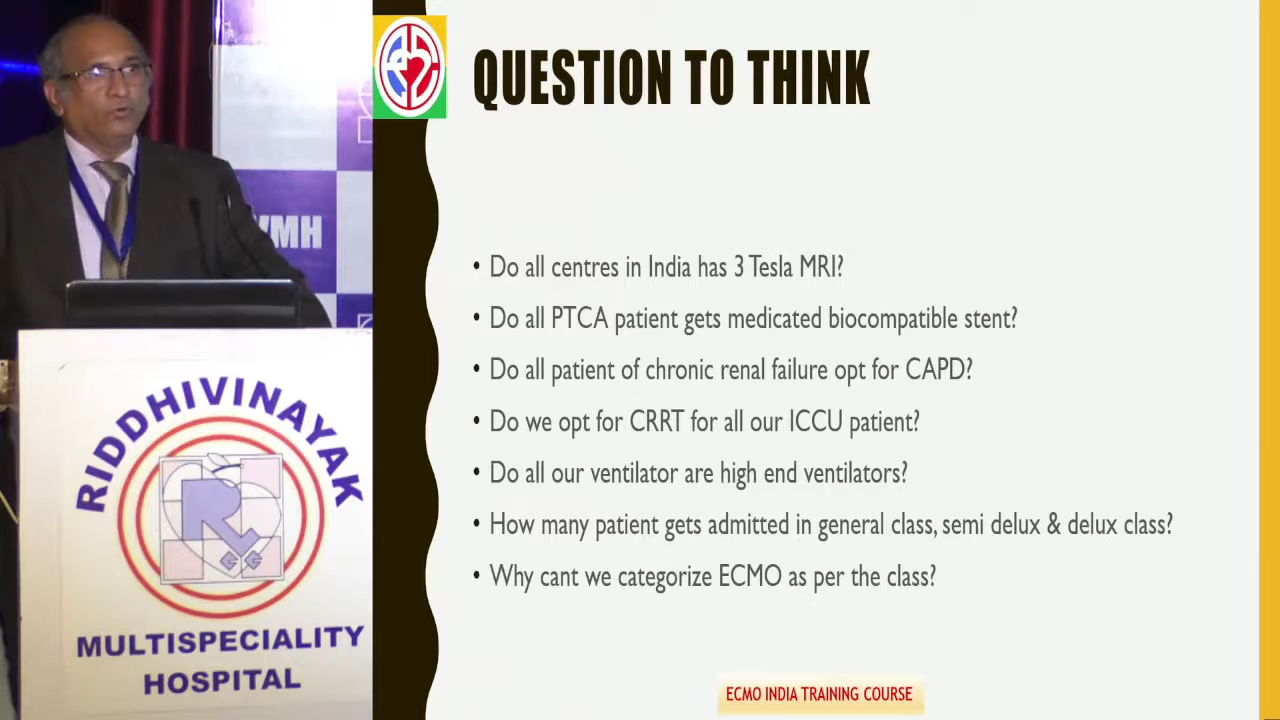 QUESTION TO THINK
• Do all centres in India has 3 Tesla MRI?
• Do all PTCA patient gets medicated biocompatible stent?
• Do all patient of chronic renal failure opt for CAPD?
• Do we opt for CRRT for all our ICCU patient?
• Do all our ventilator are high end ventilators?
• How many patient gets admitted in general class, semi delux & delux class?
• Why cant we categorize ECMO as per the class?
ECMO INDIA TRAINING COURSE
VMH
RIDDHIVINAYAK
MULTISPECIALITY
HOSPITAL